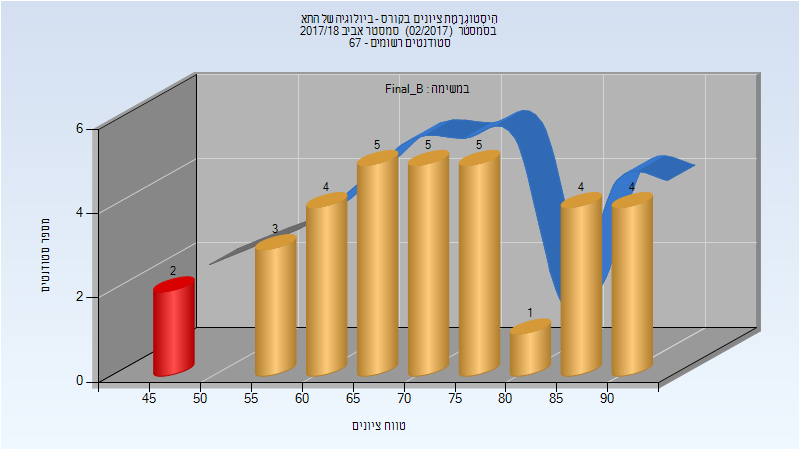 היסטוגרמת ציונים בקורס - ביולוגיה של התא
בסמסטר (02/2017) סמסטר אביב 2017/18
סטודנטים רשומים - 67
במשימה : Final_B
מספר סטודנטים
6
4
2
0
2
3
4
5
5
5
1
4
4
45 50 55 60 65 70 75 80 85 90
טווח ציונים